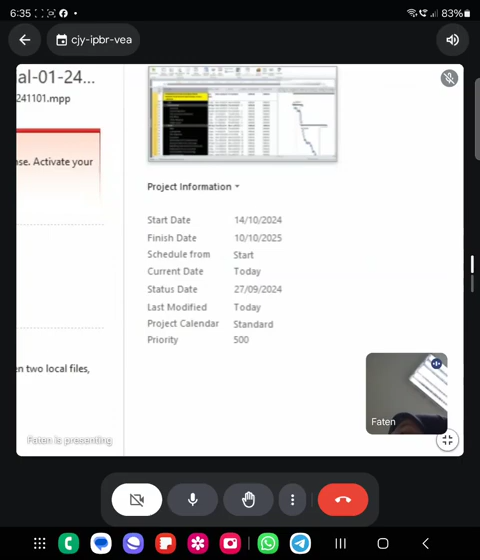 6:35
83%
cjy-ipbr-vea
al-01-24...
241101.mpp
nse. Activate your
Project Information
Start Date 14/10/2024
Finish Date 10/10/2025
Schedule from Start
Current Date Today
Status Date 27/09/2024
Last Modified Today
Project Calendar Standard
Priority 500
en two local files,
Faten
Faten is presenting